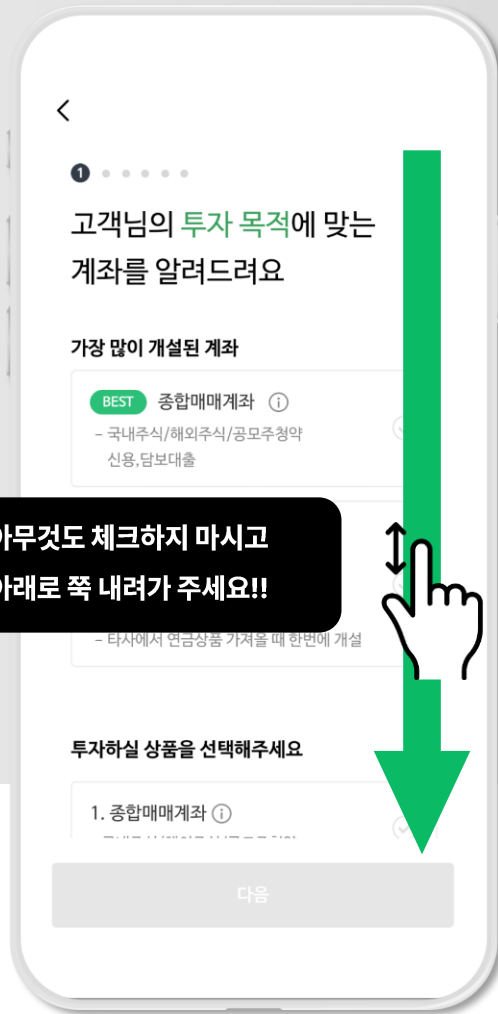 1
고객님의 투자 목적에 맞는
계좌를 알려드려요
가장 많이 개설된 계좌
BEST 종합매매계좌
– 국내주식/해외주식/공모주청약
신용,담보대출
아무것도 체크하지 마시고
아래로 쭉 내려가 주세요!!
– 타사에서 연금상품 가져올 때 한번에 개설
투자하실 상품을 선택해주세요
1. 종합매매계좌
다음